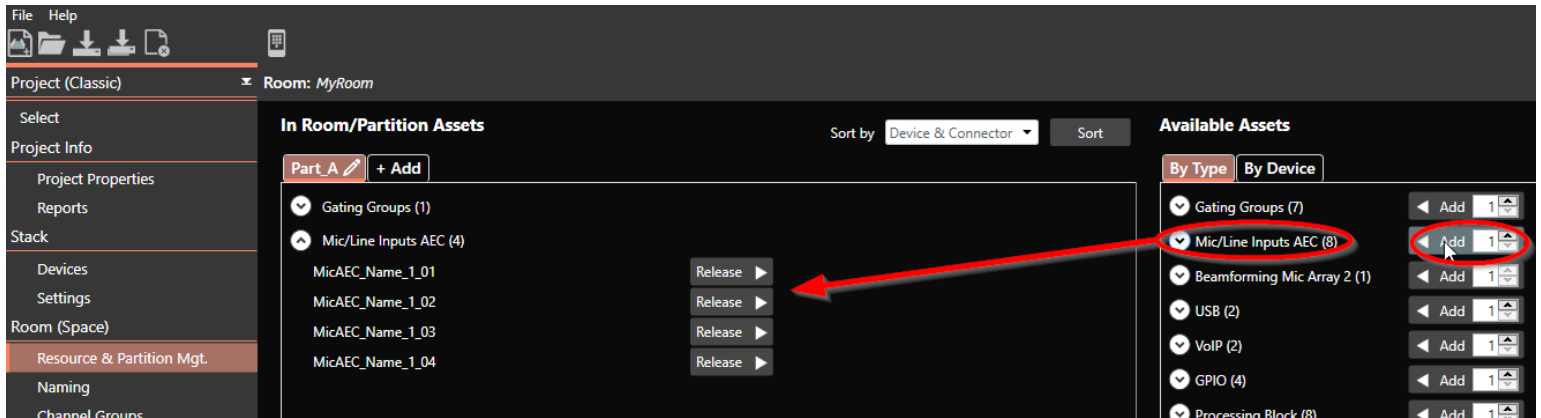 File Help
Project (Classic)
Room: MyRoom
Select
Project Info
Project Properties
Reports
Stack
Devices
Settings
Room (Space)
Resource & Partition Mgt.
Naming
Channel Groups
In Room/Partition Assets
Sort by Device & Connector Sort
Part_A + Add
Gating Groups (1)
Mic/Line Inputs AEC (4)
MicAEC_Name_1_01 Release
MicAEC_Name_1_02 Release
MicAEC_Name_1_03 Release
MicAEC_Name_1_04 Release
Available Assets
By Type By Device
Gating Groups (7) Add 1
Mic/Line Inputs AEC (8) Add 1
Beamforming Mic Array 2 (1) Add 1
USB (2) Add 1
VoIP (2) Add 1
GPIO (4) Add 1
Processing Block (8) Add 1